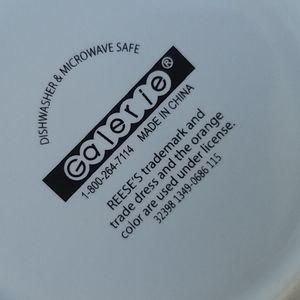 DISHWASHER & MICROWAVE SAFE
Galerie®
1-800-264-7114 MADE IN CHINA
REESE'S trademark and
trade dress and the orange
color are used under license.
32398 1349-0686 115